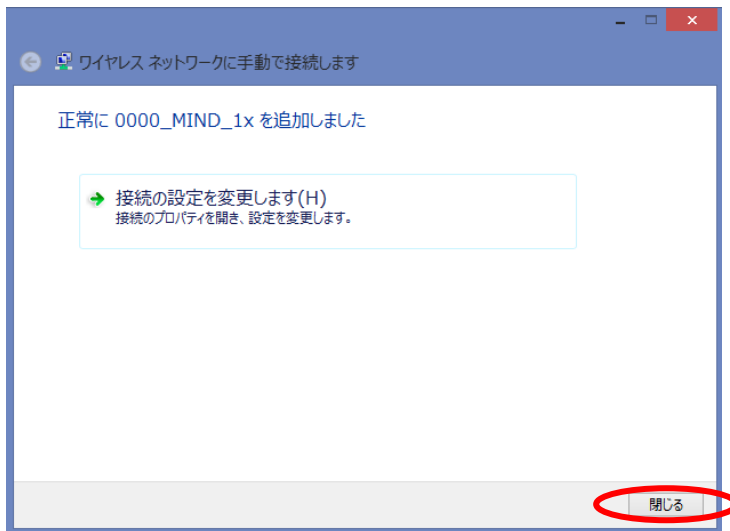 ワイヤレス ネットワークに手動で接続します
正常に 0000_MIND_1x を追加しました
接続の設定を変更します(H)
接続のプロパティを開き、設定を変更します。
閉じる